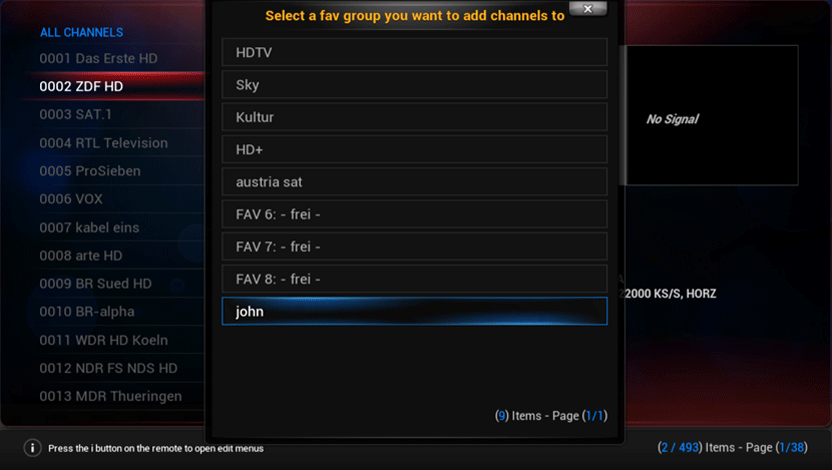 Select a fav group you want to add channels to
ALL CHANNELS
0001 Das Erste HD
0002 ZDF HD
0003 SAT.1
0004 RTL Television
0005 ProSieben
0006 VOX
0007 kabel eins
0008 arte HD
0009 BR Sued HD
0010 BR-alpha
0011 WDR HD Koeln
0012 NDR FS NDS HD
0013 MDR Thueringen
HDTV
Sky
Kultur
HD+
austria sat
FAV 6: - frei -
FAV 7: - frei -
FAV 8: - frei -
john
(9) Items - Page (1/1)
No Signal
2000 KS/S, HORZ
i Press the i button on the remote to open edit menus
(2 / 493) Items - Page (1/38)